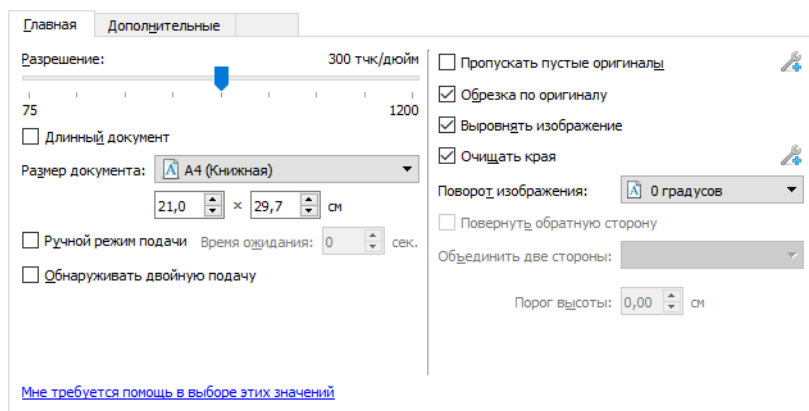 Главная Дополнительные
Разрешение: 300 тчк/дюйм
75 1200
Длинный документ
Размер документа: A4 (Книжная)
21,0 × 29,7 см
Ручной режим подачи Время ожидания: 0 сек.
Обнаруживать двойную подачу
Мне требуется помощь в выборе этих значений
Пропускать пустые оригиналы
Обрезка по оригиналу
Выровнять изображение
Очищать края
Поворот изображения: 0 градусов
Повернуть обратную сторону
Объединить две стороны:
Порог высоты: 0,00 см